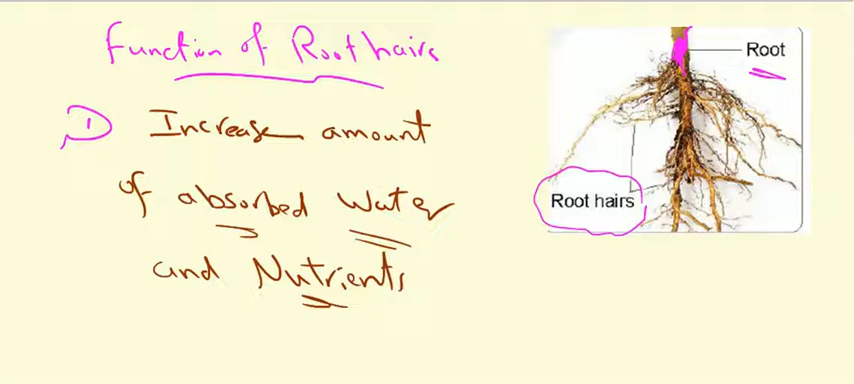 Function of Root hairs
1) Increase amount
of absorbed water
and Nutrients
Root
Root hairs